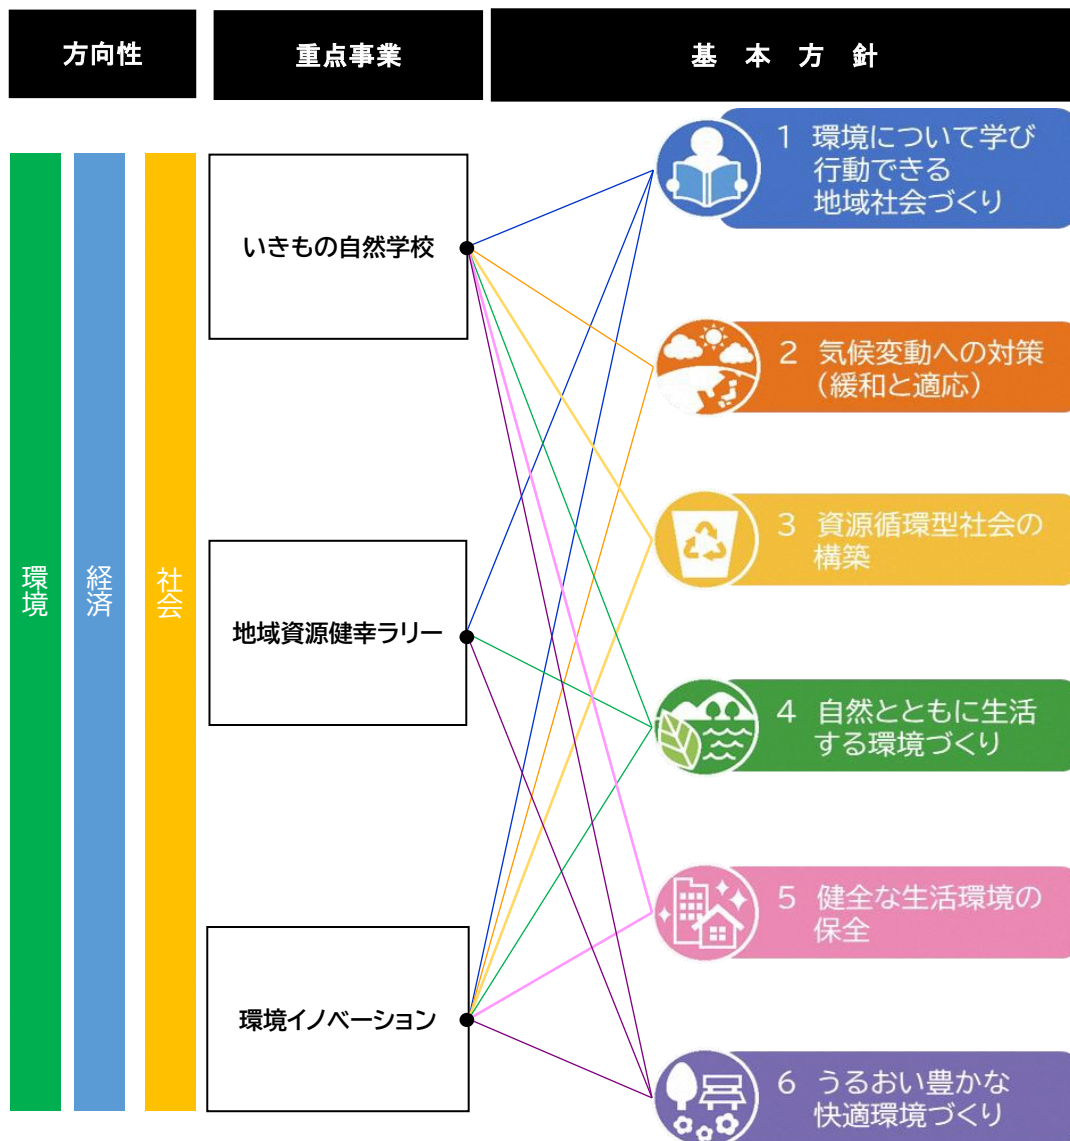 方向性
重点事業
基本方針
環境
経済
社会
いきもの自然学校
地域資源健幸ラリー
環境イノベーション
1 環境について学び
行動できる
地域社会づくり
2 気候変動への対策
（緩和と適応）
3 資源循環型社会の
構築
4 自然とともに生活
する環境づくり
5 健全な生活環境の
保全
6 うるおい豊かな
快適環境づくり